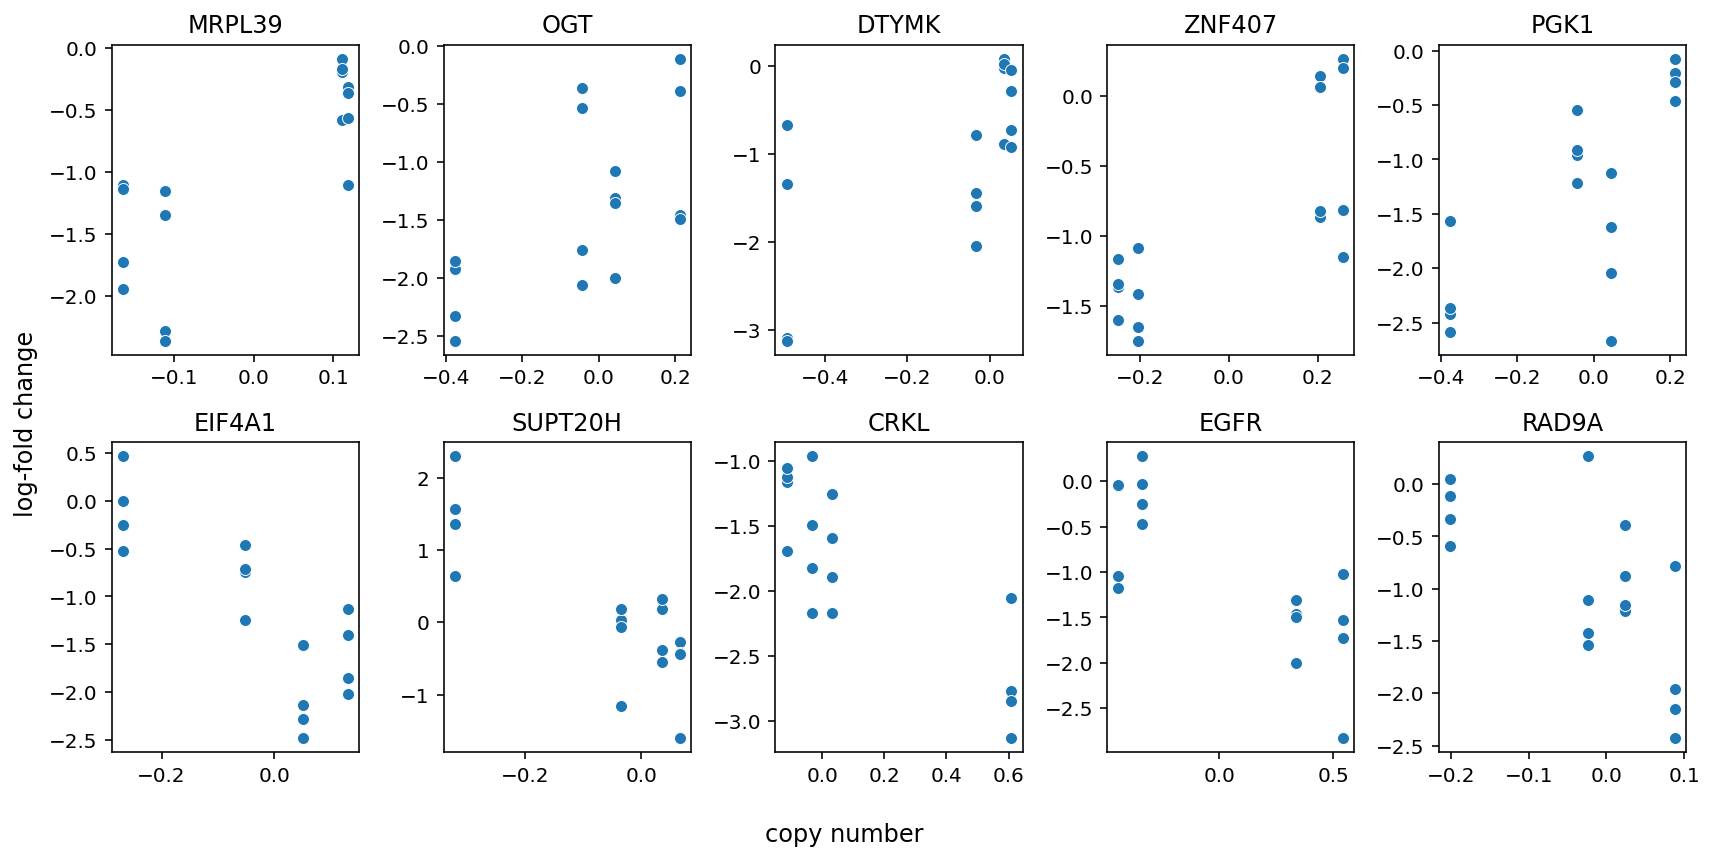 MRPL39 OGT DTYMK ZNF407 PGK1
0.0 −0.5 −1.0 −1.5 −2.0
−0.1 0.0 0.1
0.0 −0.5 −1.0 −1.5 −2.0 −2.5
−0.4 −0.2 0.0 0.2
0 −1 −2 −3
−0.4 −0.2 0.0
0.0 −0.5 −1.0 −1.5
−0.2 0.0 0.2
0.0 −0.5 −1.0 −1.5 −2.0 −2.5
−0.4 −0.2 0.0 0.2
log-fold change
EIF4A1 SUPT20H CRKL EGFR RAD9A
0.5 0.0 −0.5 −1.0 −1.5 −2.0 −2.5
−0.2 0.0
2 1 0 −1
−0.2 0.0
−1.0 −1.5 −2.0 −2.5 −3.0
0.0 0.2 0.4 0.6
0.0 −0.5 −1.0 −1.5 −2.0 −2.5
0.0 0.5
0.0 −0.5 −1.0 −1.5 −2.0 −2.5
−0.2 −0.1 0.0 0.1
copy number